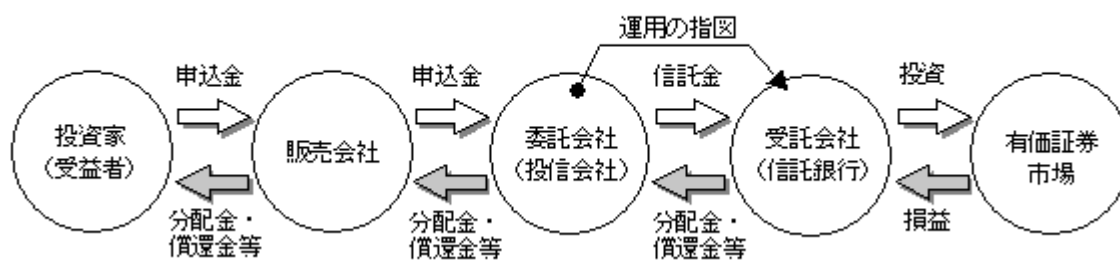 運用の指図
申込金
申込金
信託金
投資
投資家
(受益者)
販売会社
委託会社
(投信会社)
受託会社
(信託銀行)
有価証券
市場
分配金・
償還金等
分配金・
償還金等
分配金・
償還金等
損益